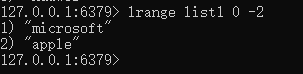 127.0.0.1:6379> lrange list1 0 -2
1) "microsoft"
2) "apple"
127.0.0.1:6379>